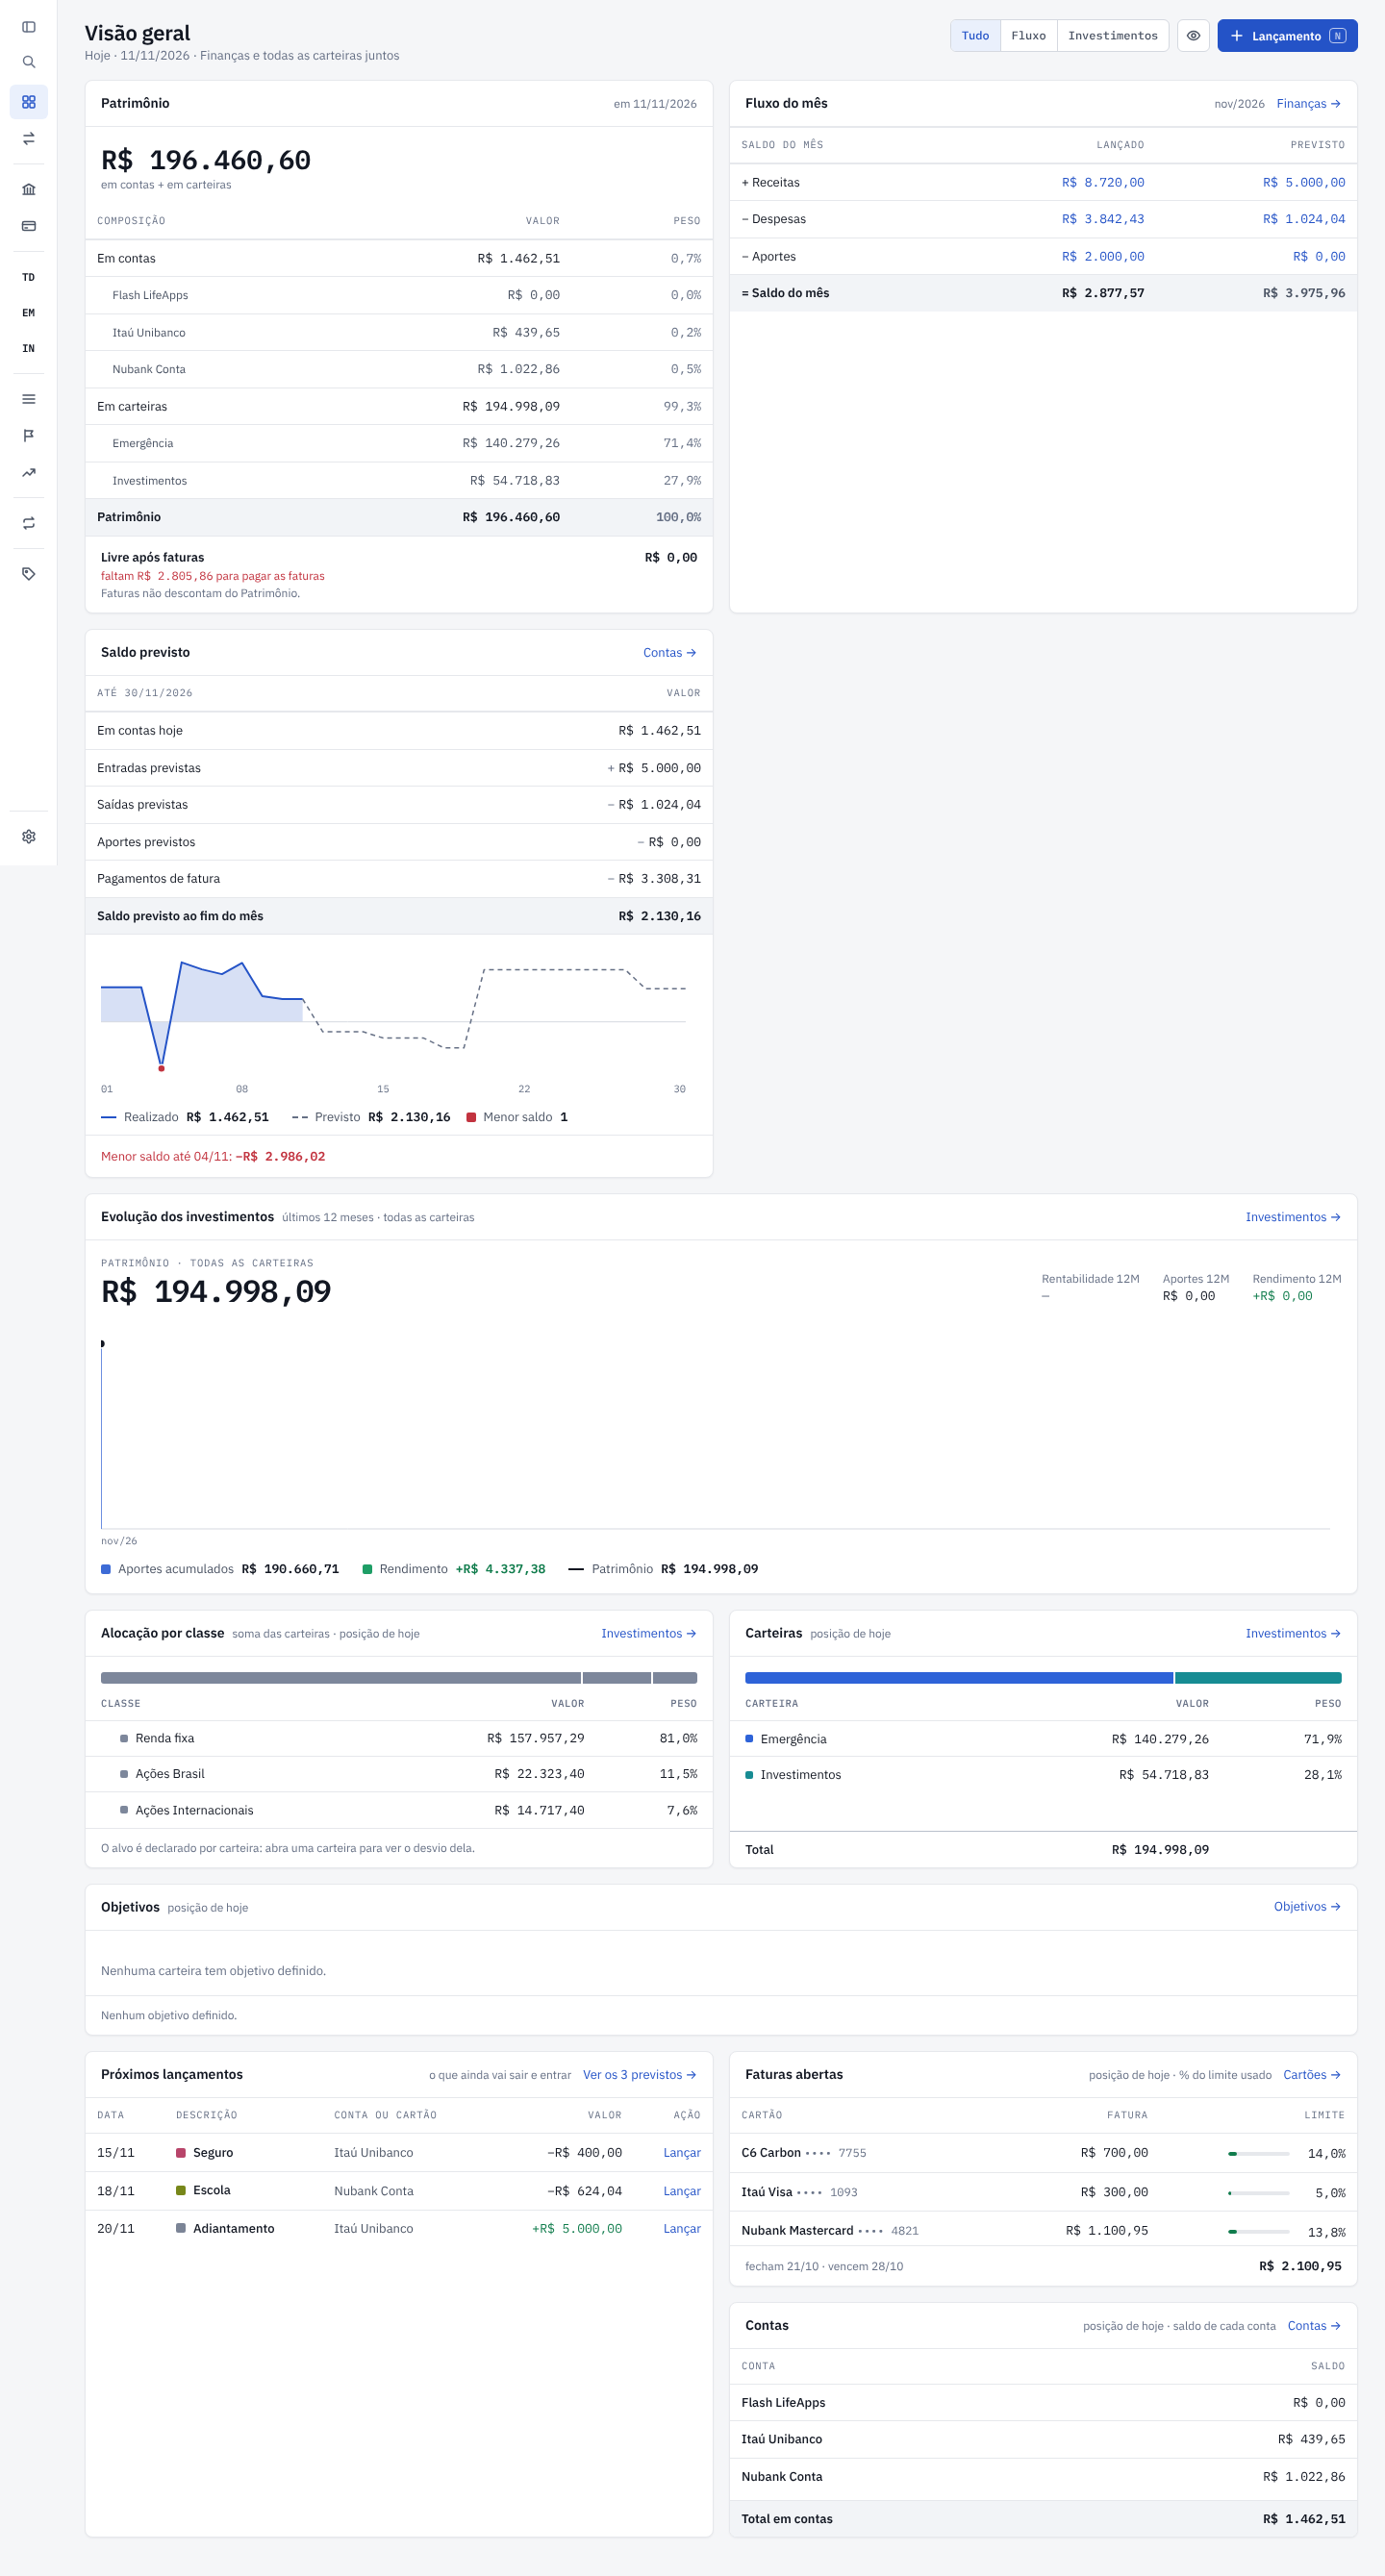 Visão geral
Hoje · 11/11/2026 · Finanças e todas as carteiras juntos
Tudo Fluxo Investimentos
Lançamento N
TD
EM
IN
Patrimônio em 11/11/2026
R$ 196.460,60
em contas + em carteiras
COMPOSIÇÃO VALOR PESO
Em contas R$ 1.462,51 0,7%
Flash LifeApps R$ 0,00 0,0%
Itaú Unibanco R$ 439,65 0,2%
Nubank Conta R$ 1.022,86 0,5%
Em carteiras R$ 194.998,09 99,3%
Emergência R$ 140.279,26 71,4%
Investimentos R$ 54.718,83 27,9%
Patrimônio R$ 196.460,60 100,0%
Livre após faturas R$ 0,00
faltam R$ 2.805,86 para pagar as faturas
Faturas não descontam do Patrimônio.
Fluxo do mês nov/2026 Finanças →
SALDO DO MÊS LANÇADO PREVISTO
+ Receitas R$ 8.720,00 R$ 5.000,00
− Despesas R$ 3.842,43 R$ 1.024,04
− Aportes R$ 2.000,00 R$ 0,00
= Saldo do mês R$ 2.877,57 R$ 3.975,96
Saldo previsto Contas →
ATÉ 30/11/2026 VALOR
Em contas hoje R$ 1.462,51
Entradas previstas + R$ 5.000,00
Saídas previstas − R$ 1.024,04
Aportes previstos − R$ 0,00
Pagamentos de fatura − R$ 3.308,31
Saldo previsto ao fim do mês R$ 2.130,16
01 08 15 22 30
Realizado R$ 1.462,51 Previsto R$ 2.130,16 Menor saldo 1
Menor saldo até 04/11: −R$ 2.986,02
Evolução dos investimentos últimos 12 meses · todas as carteiras Investimentos →
PATRIMÔNIO · TODAS AS CARTEIRAS
R$ 194.998,09
Rentabilidade 12M Aportes 12M Rendimento 12M
— R$ 0,00 +R$ 0,00
nov/26
Aportes acumulados R$ 190.660,71 Rendimento +R$ 4.337,38 Patrimônio R$ 194.998,09
Alocação por classe soma das carteiras · posição de hoje Investimentos →
CLASSE VALOR PESO
Renda fixa R$ 157.957,29 81,0%
Ações Brasil R$ 22.323,40 11,5%
Ações Internacionais R$ 14.717,40 7,6%
O alvo é declarado por carteira: abra uma carteira para ver o desvio dela.
Carteiras posição de hoje Investimentos →
CARTEIRA VALOR PESO
Emergência R$ 140.279,26 71,9%
Investimentos R$ 54.718,83 28,1%
Total R$ 194.998,09
Objetivos posição de hoje Objetivos →
Nenhuma carteira tem objetivo definido.
Nenhum objetivo definido.
Próximos lançamentos o que ainda vai sair e entrar Ver os 3 previstos →
DATA DESCRIÇÃO CONTA OU CARTÃO VALOR AÇÃO
15/11 Seguro Itaú Unibanco −R$ 400,00 Lançar
18/11 Escola Nubank Conta −R$ 624,04 Lançar
20/11 Adiantamento Itaú Unibanco +R$ 5.000,00 Lançar
Faturas abertas posição de hoje · % do limite usado Cartões →
CARTÃO FATURA LIMITE
C6 Carbon •••• 7755 R$ 700,00 14,0%
Itaú Visa •••• 1093 R$ 300,00 5,0%
Nubank Mastercard •••• 4821 R$ 1.100,95 13,8%
fecham 21/10 · vencem 28/10 R$ 2.100,95
Contas posição de hoje · saldo de cada conta Contas →
CONTA SALDO
Flash LifeApps R$ 0,00
Itaú Unibanco R$ 439,65
Nubank Conta R$ 1.022,86
Total em contas R$ 1.462,51